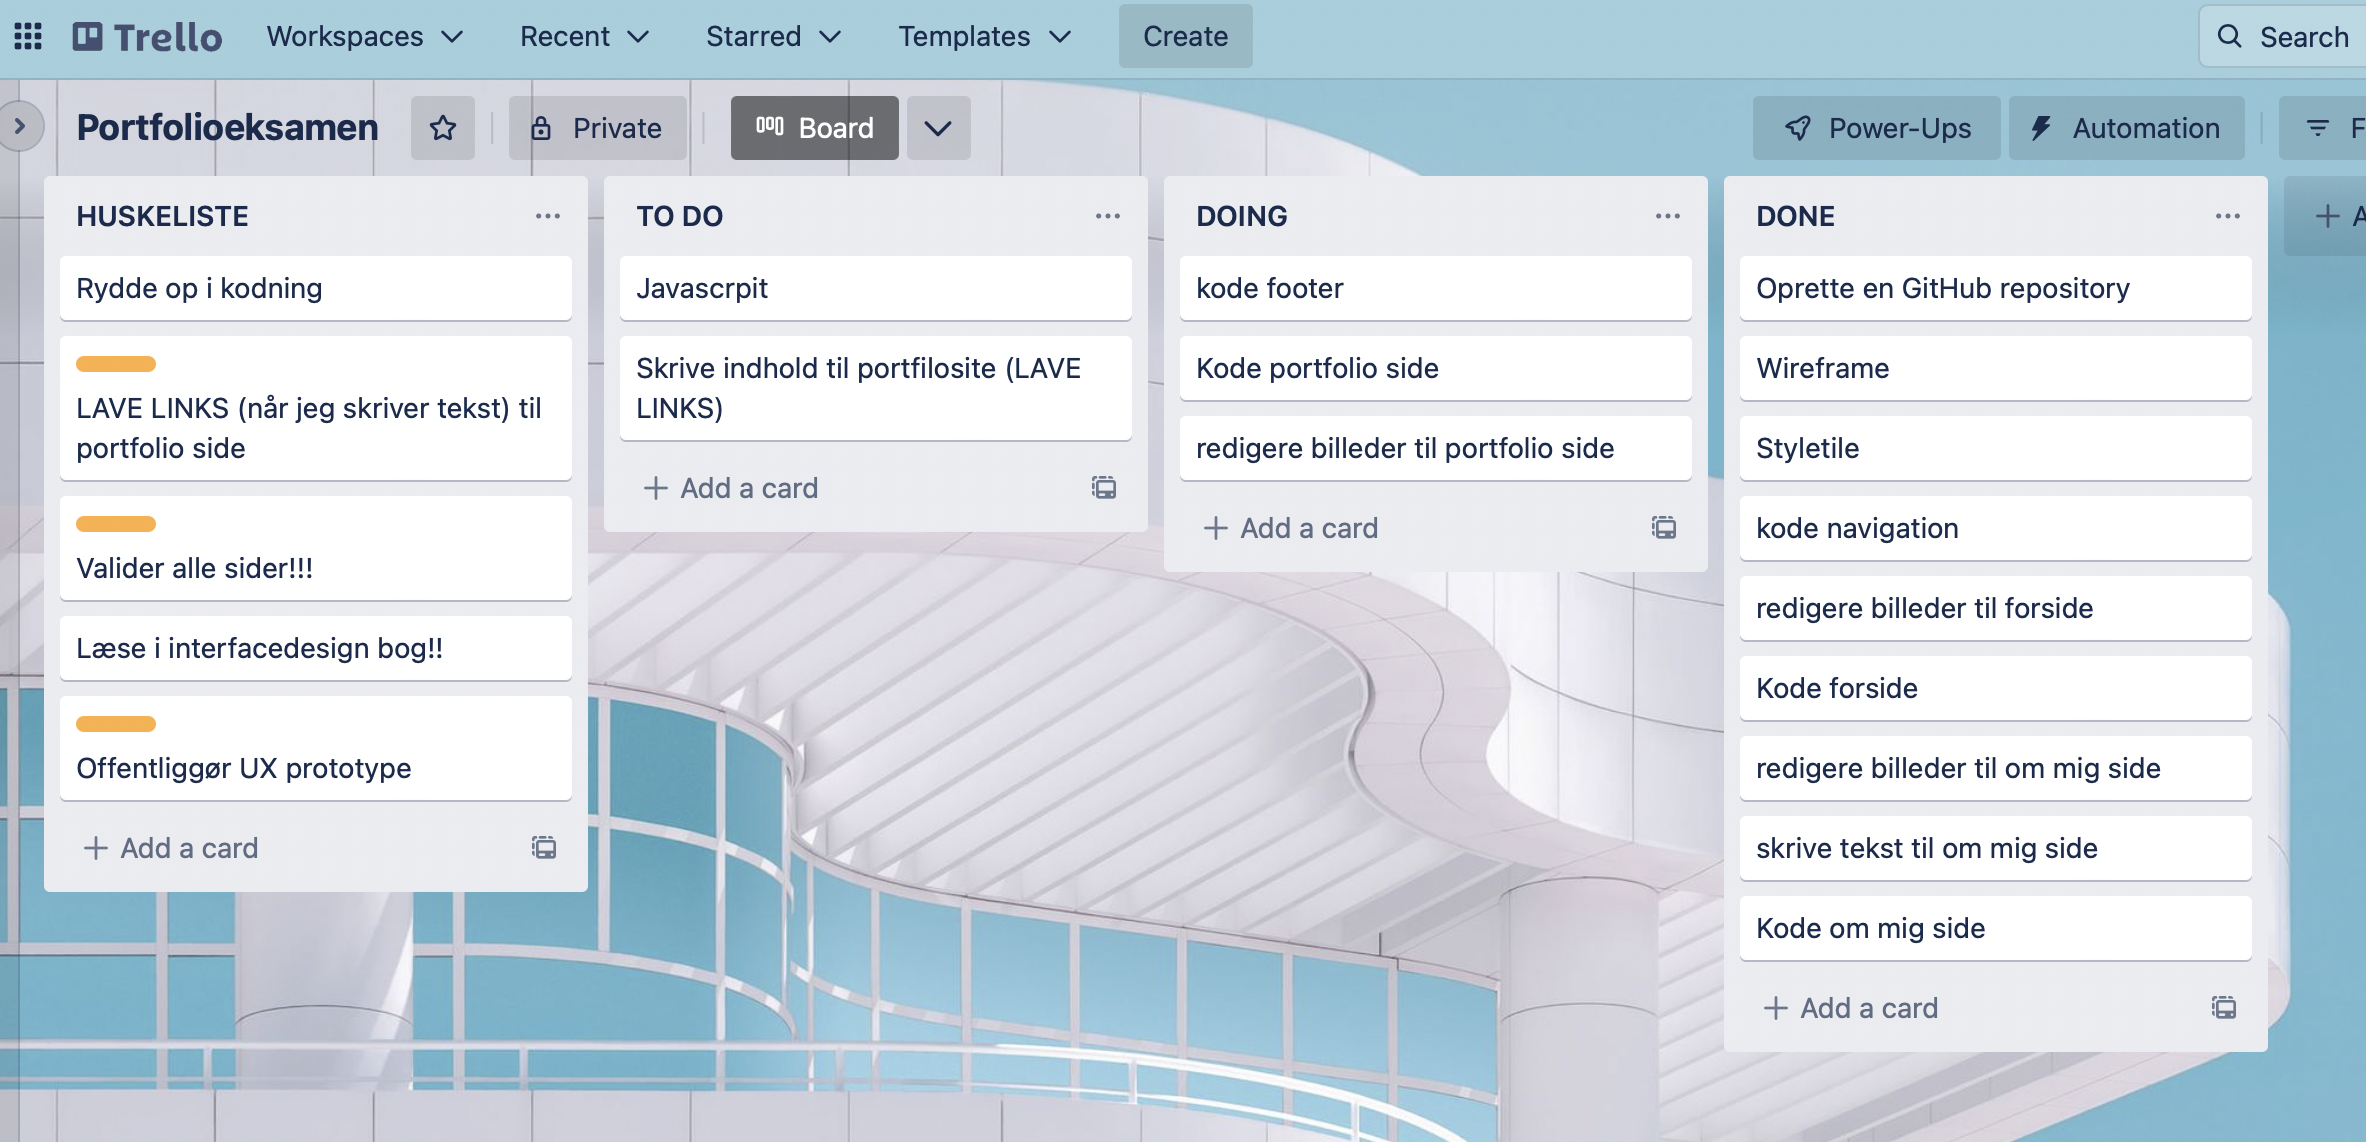 Trello
Workspaces
Recent
Starred
Templates
Create
Search
Portfolioeksamen
Private
Board
Power-Ups
Automation
F
HUSKELISTE
Rydde op i kodning
LAVE LINKS (når jeg skriver tekst) til
portfolio side
Valider alle sider!!!
Læse i interfacedesign bog!!
Offentliggør UX prototype
+ Add a card
TO DO
Javascrpit
Skrive indhold til portfilosite (LAVE
LINKS)
+ Add a card
DOING
kode footer
Kode portfolio side
redigere billeder til portfolio side
+ Add a card
DONE
Oprette en GitHub repository
Wireframe
Styletile
kode navigation
redigere billeder til forside
Kode forside
redigere billeder til om mig side
skrive tekst til om mig side
Kode om mig side
+ Add a card
+ A